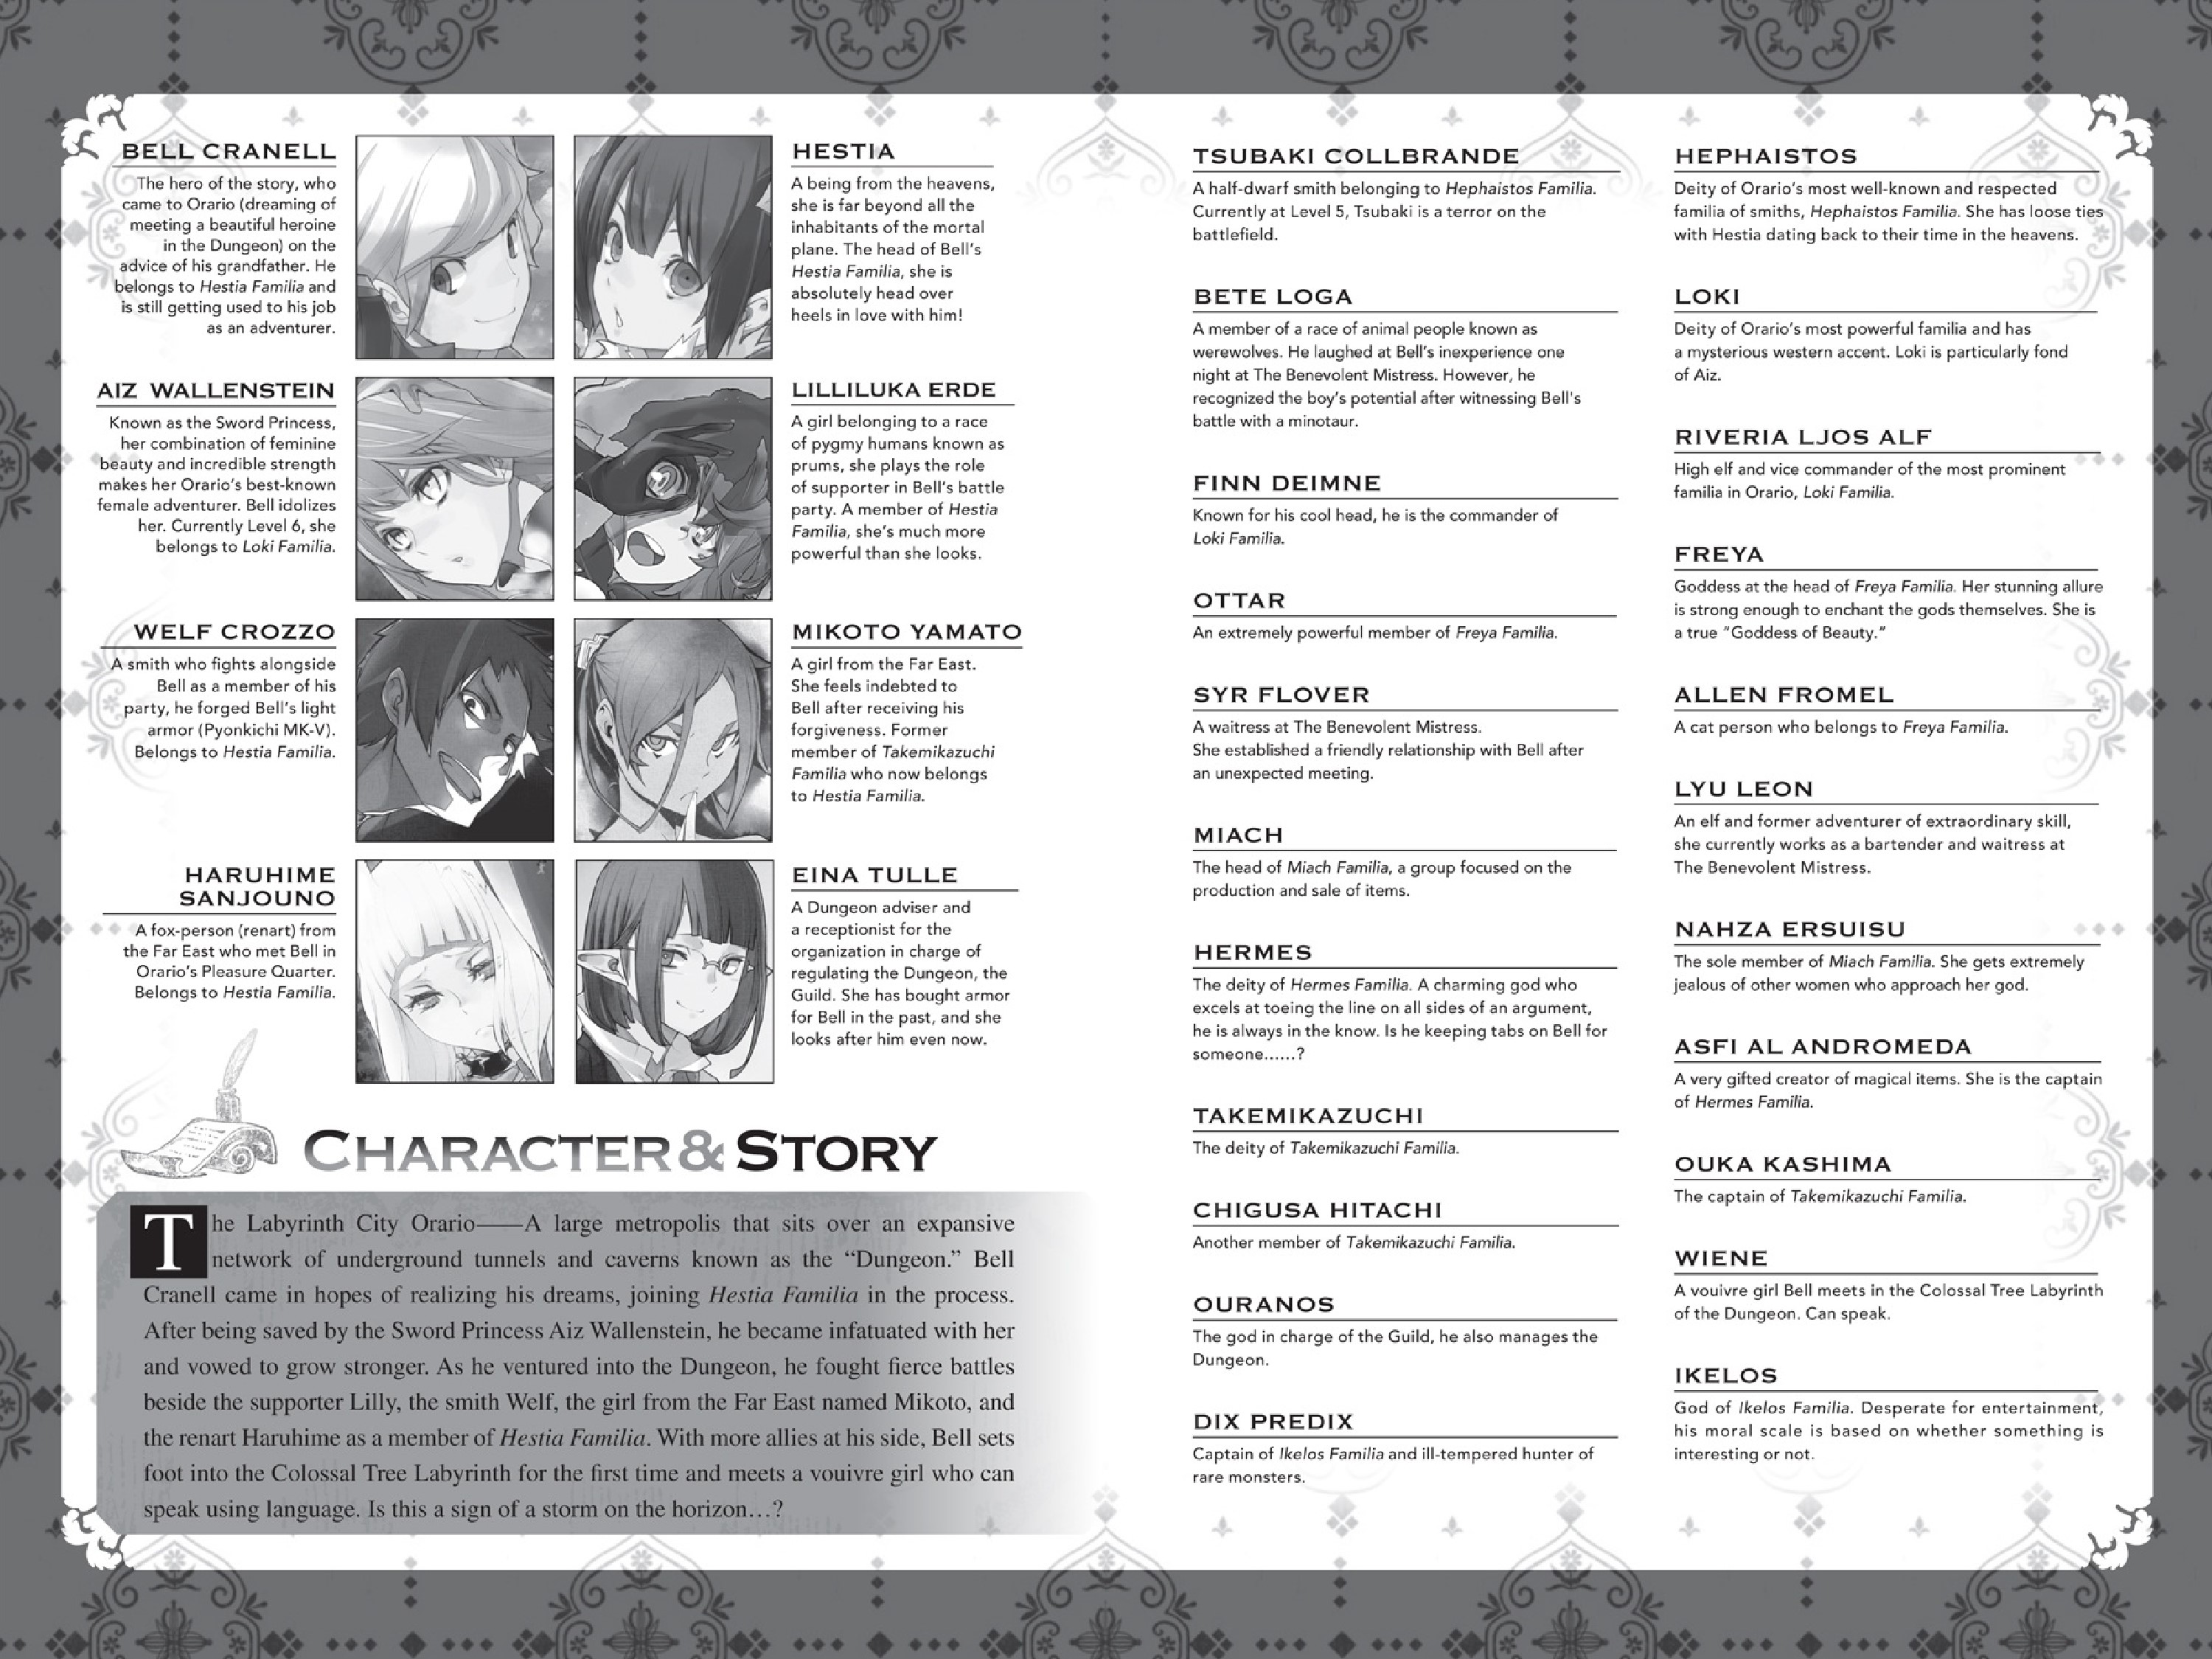 BELL CRANELL
The hero of the story, who
came to Orario (dreaming of
meeting a beautiful heroine
in the Dungeon) on the
advice of his grandfather. He
belongs to Hestia Familia and
is still getting used to his job
as an adventurer.
HESTIA
A being from the heavens,
she is far beyond all the
inhabitants of the mortal
plane. The head of Bell's
Hestia Familia, she is
absolutely head over
heels in love with him!
AIZ WALLENSTEIN
Known as the Sword Princess,
her combination of feminine
beauty and incredible strength
makes her Orario's best-known
female adventurer. Bell idolizes
her. Currently Level 6, she
belongs to Loki Familia.
LILLILUKA ERDE
A girl belonging to a race
of pygmy humans known as
prums, she plays the role
of supporter in Bell's battle
party. A member of Hestia
Familia, she's much more
powerful than she looks.
WELF CROZZO
A smith who fights alongside
Bell as a member of his
party, he forged Bell's light
armor (Pyonkichi MK-V).
Belongs to Hestia Familia.
MIKOTO YAMATO
A girl from the Far East.
She feels indebted to
Bell after receiving his
forgiveness. Former
member of Takemikazuchi
Familia who now belongs
to Hestia Familia.
HARUHIME
SANJOUNO
A fox-person (renart) from
the Far East who met Bell in
Orario's Pleasure Quarter.
Belongs to Hestia Familia.
EINA TULLE
A Dungeon adviser and
a receptionist for the
organization in charge of
regulating the Dungeon, the
Guild. She has bought armor
for Bell in the past, and she
looks after him even now.
CHARACTER & STORY
The Labyrinth City Orario——A large metropolis that sits over an expansive
network of underground tunnels and caverns known as the “Dungeon.” Bell
Cranell came in hopes of realizing his dreams, joining Hestia Familia in the process.
After being saved by the Sword Princess Aiz Wallenstein, he became infatuated with her
and vowed to grow stronger. As he ventured into the Dungeon, he fought fierce battles
beside the supporter Lilly, the smith Welf, the girl from the Far East named Mikoto, and
the renart Haruhime as a member of Hestia Familia. With more allies at his side, Bell sets
foot into the Colossal Tree Labyrinth for the first time and meets a vouivre girl who can
speak using language. Is this a sign of a storm on the horizon…?
TSUBAKI COLLBRANDE
A half-dwarf smith belonging to Hephaistos Familia.
Currently at Level 5, Tsubaki is a terror on the
battlefield.
BETE LOGA
A member of a race of animal people known as
werewolves. He laughed at Bell's inexperience one
night at The Benevolent Mistress. However, he
recognized the boy's potential after witnessing Bell's
battle with a minotaur.
FINN DEIMNE
Known for his cool head, he is the commander of
Loki Familia.
OTTAR
An extremely powerful member of Freya Familia.
SYR FLOVER
A waitress at The Benevolent Mistress.
She established a friendly relationship with Bell after
an unexpected meeting.
MIACH
The head of Miach Familia, a group focused on the
production and sale of items.
HERMES
The deity of Hermes Familia. A charming god who
excels at toeing the line on all sides of an argument,
he is always in the know. Is he keeping tabs on Bell for
someone……?
TAKEMIKAZUCHI
The deity of Takemikazuchi Familia.
CHIGUSA HITACHI
Another member of Takemikazuchi Familia.
OURANOS
The god in charge of the Guild, he also manages the
Dungeon.
DIX PREDIX
Captain of Ikelos Familia and ill-tempered hunter of
rare monsters.
HEPHAISTOS
Deity of Orario's most well-known and respected
familia of smiths, Hephaistos Familia. She has loose ties
with Hestia dating back to their time in the heavens.
LOKI
Deity of Orario's most powerful familia and has
a mysterious western accent. Loki is particularly fond
of Aiz.
RIVERIA LJOS ALF
High elf and vice commander of the most prominent
familia in Orario, Loki Familia.
FREYA
Goddess at the head of Freya Familia. Her stunning allure
is strong enough to enchant the gods themselves. She is
a true “Goddess of Beauty.”
ALLEN FROMEL
A cat person who belongs to Freya Familia.
LYU LEON
An elf and former adventurer of extraordinary skill,
she currently works as a bartender and waitress at
The Benevolent Mistress.
NAHZA ERSUISU
The sole member of Miach Familia. She gets extremely
jealous of other women who approach her god.
ASFI AL ANDROMEDA
A very gifted creator of magical items. She is the captain
of Hermes Familia.
OUKA KASHIMA
The captain of Takemikazuchi Familia.
WIENE
A vouivre girl Bell meets in the Colossal Tree Labyrinth
of the Dungeon. Can speak.
IKELOS
God of Ikelos Familia. Desperate for entertainment,
his moral scale is based on whether something is
interesting or not.